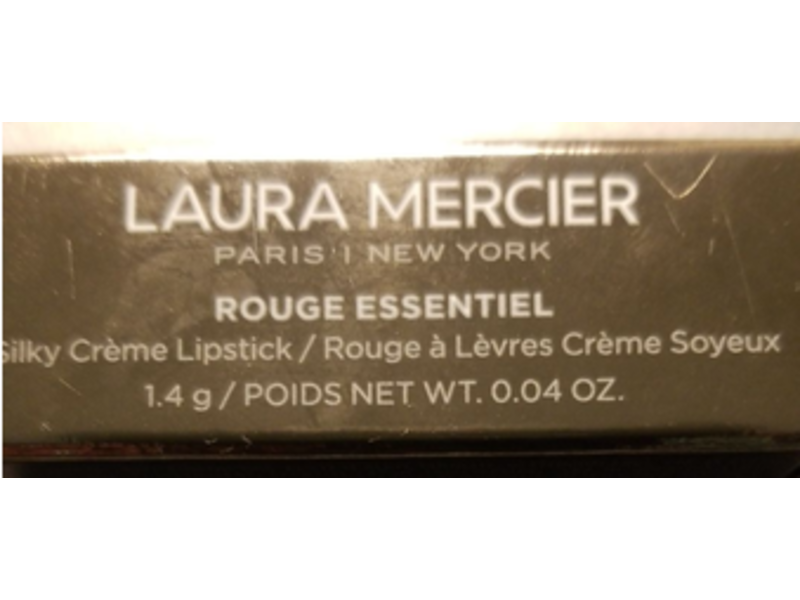 LAURA MERCIER
PARIS | NEW YORK
ROUGE ESSENTIEL
Silky Crème Lipstick / Rouge à Lèvres Crème Soyeux
1.4 g / POIDS NET WT. 0.04 OZ.